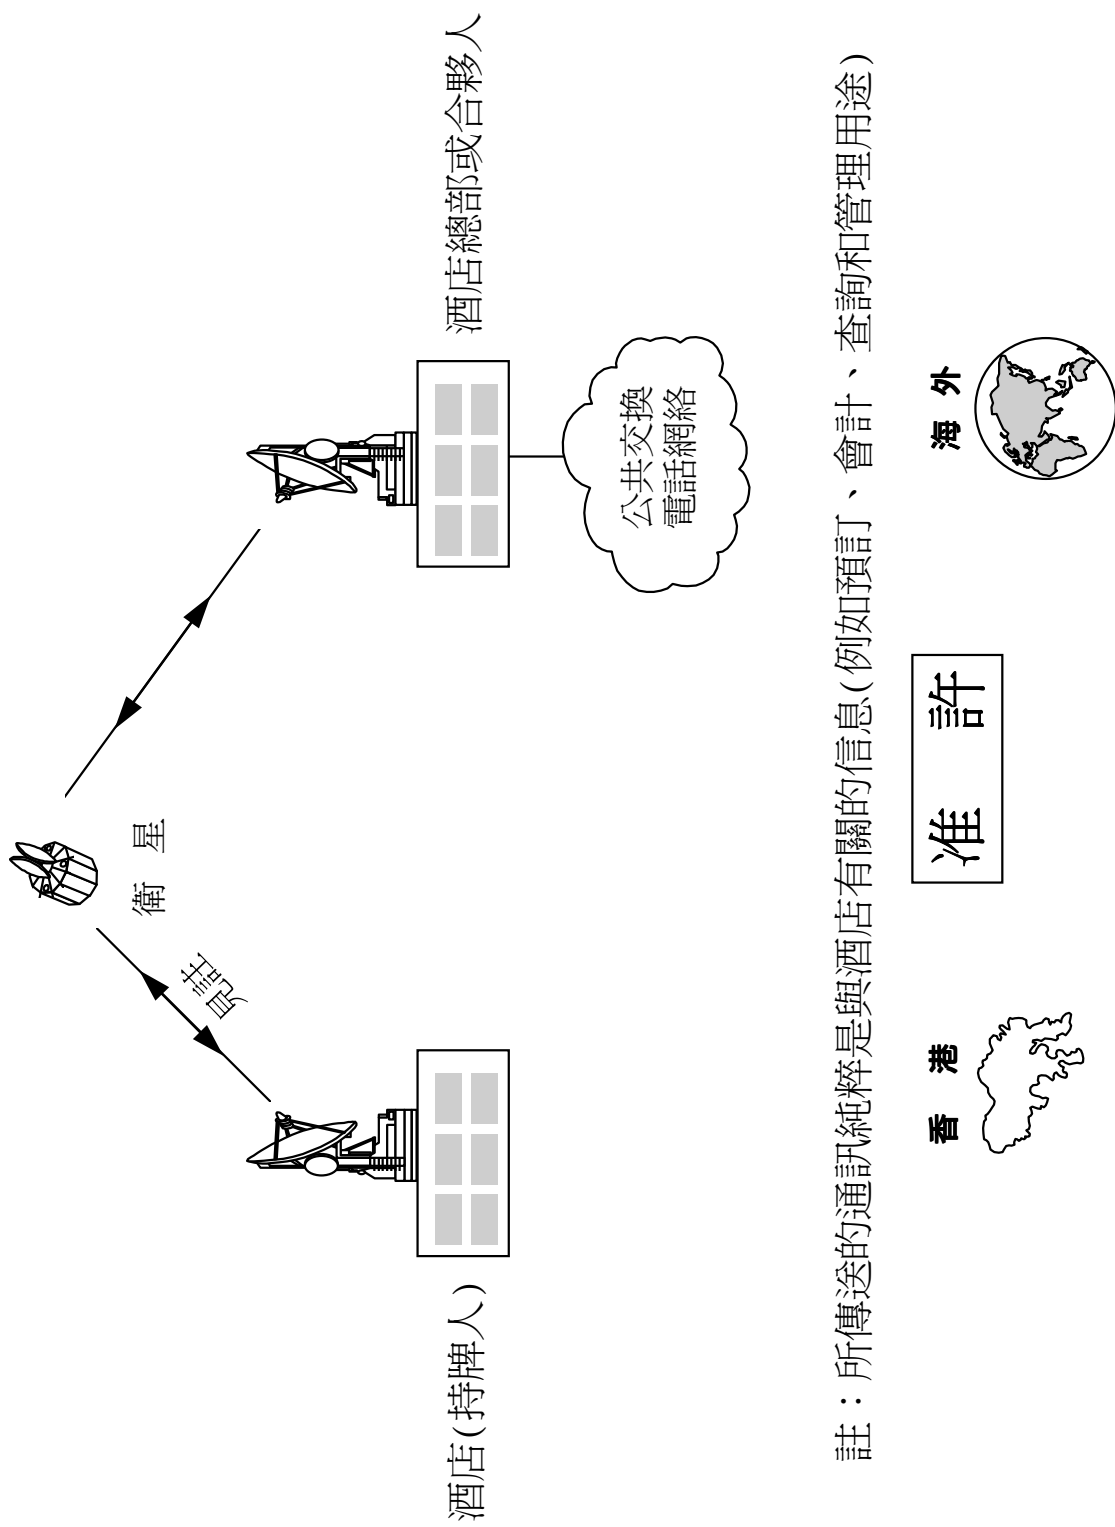 衛 星
見註
酒店(持牌人)
酒店總部或合夥人
公共交換
電話網絡
註：所傳送的通訊純粹是與酒店有關的信息(例如預訂、會計、查詢和管理用途)
香 港
准 許
海 外